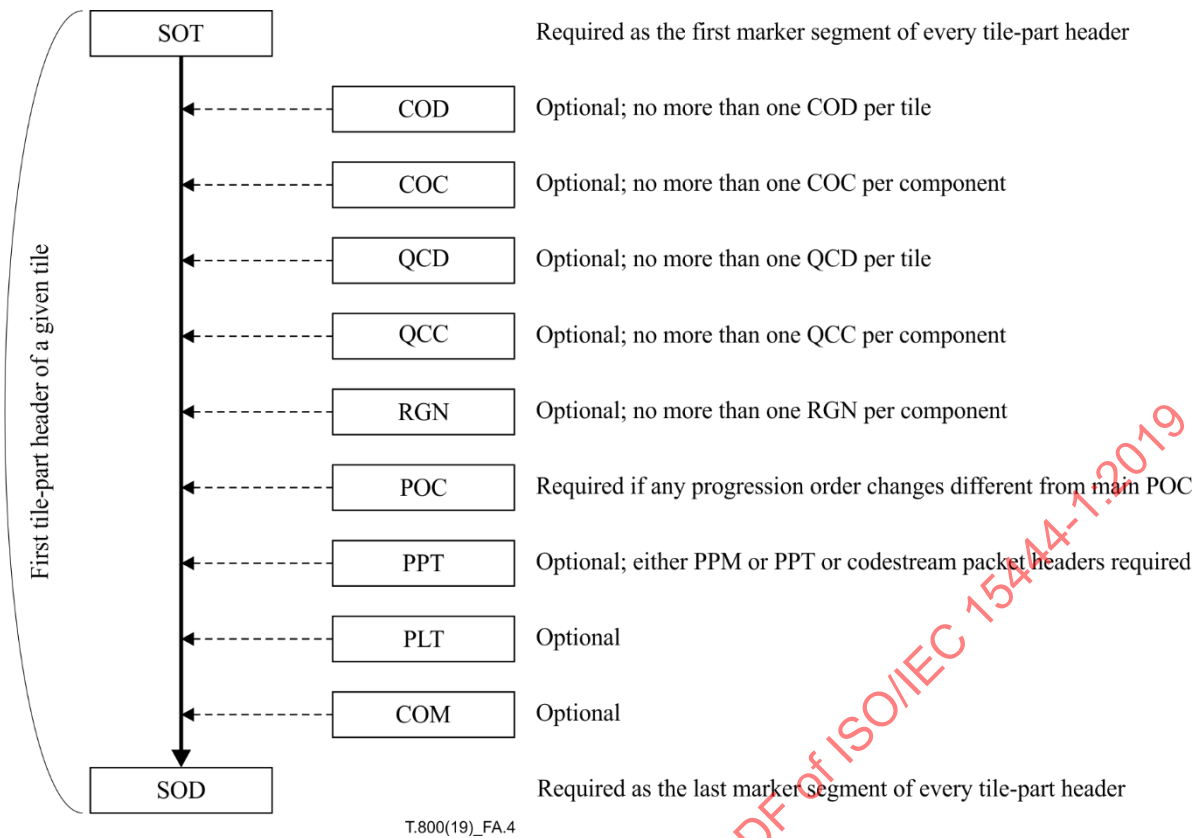 SOT Required as the first marker segment of every tile-part header
COD Optional; no more than one COD per tile
COC Optional; no more than one COC per component
QCD Optional; no more than one QCD per tile
QCC Optional; no more than one QCC per component
RGN Optional; no more than one RGN per component
POC Required if any progression order changes different from main POC
PPT Optional; either PPM or PPT or codestream packet headers required
PLT Optional
COM Optional
SOD Required as the last marker segment of every tile-part header
First tile-part header of a given tile
T.800(19)_FA.4
PDF of ISO/IEC 15444-1:2019